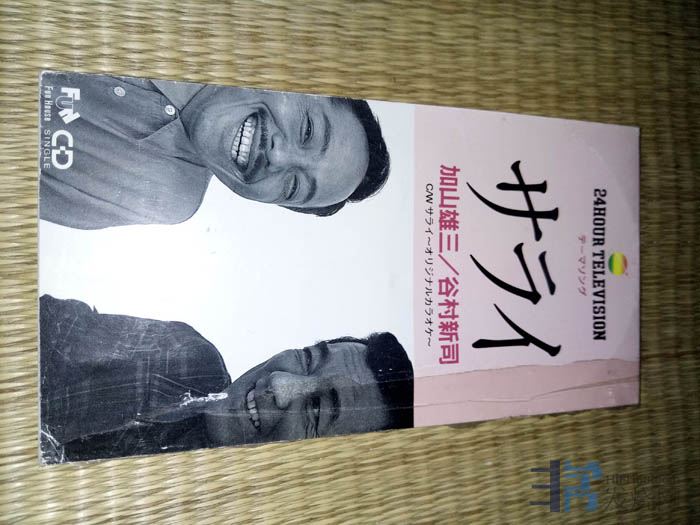 24HOUR TELEVISION
テーマソング
サライ
加山雄三／谷村新司
C/Wサライ〜オリジナルカラオケ〜
FUN CD
FUN HOUSE SINGLE